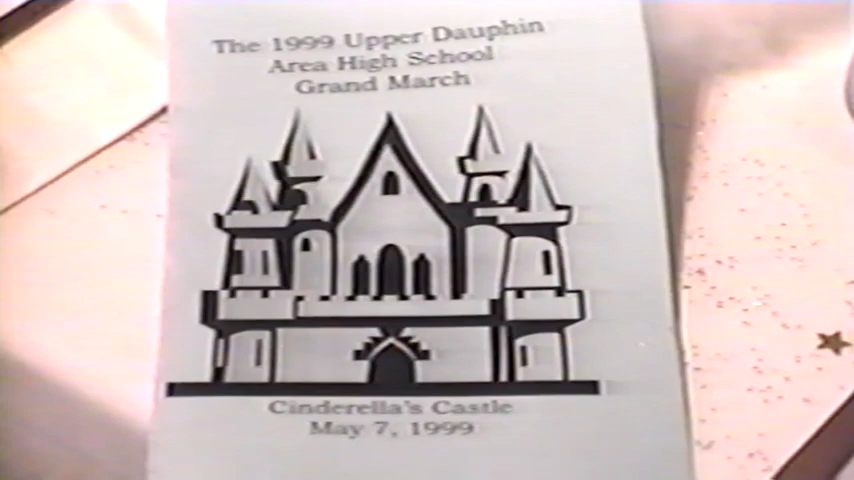 The 1999 Upper Dauphin
Area High School
Grand March
Cinderella's Castle
May 7, 1999